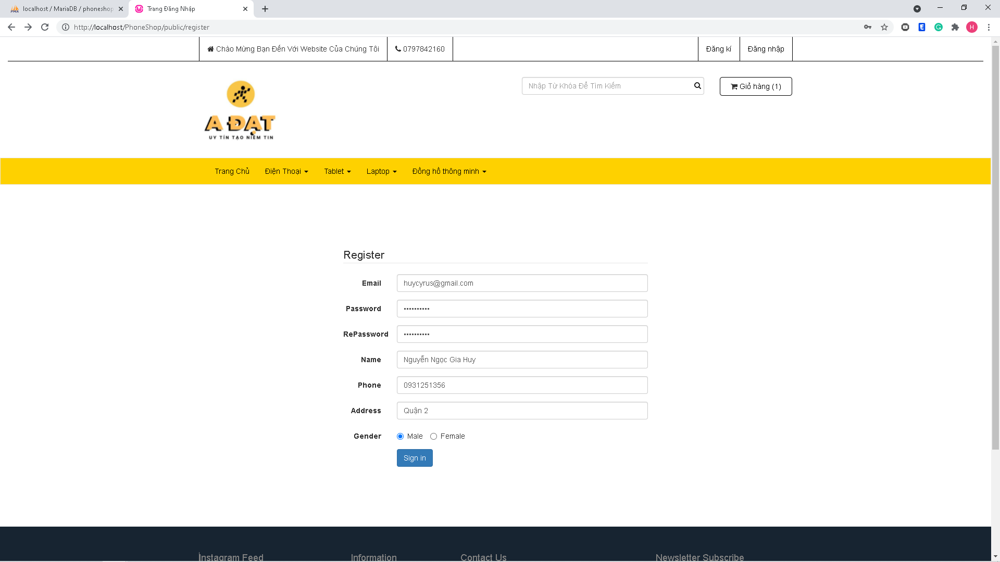 localhost / MariaDB / phoneshop
Trang Đăng Nhập
http://localhost/PhoneShop/public/register
H
Chào Mừng Bạn Đến Với Website Của Chúng Tôi
0797842160
Đăng kí
Đăng nhập
Nhập Từ Khóa Để Tìm Kiếm
Giỏ hàng (1)
A ĐẠT
UY TÍN TẠO NIỀM TIN
Trang Chủ
Điện Thoại
Tablet
Laptop
Đồng hồ thông minh
Register
Email
huycyrus@gmail.com
Password
••••••••••
RePassword
••••••••••
Name
Nguyễn Ngọc Gia Huy
Phone
0931251356
Address
Quận 2
Gender
Male
Female
Sign in
Instagram Feed
Information
Contact Us
Newsletter Subscribe